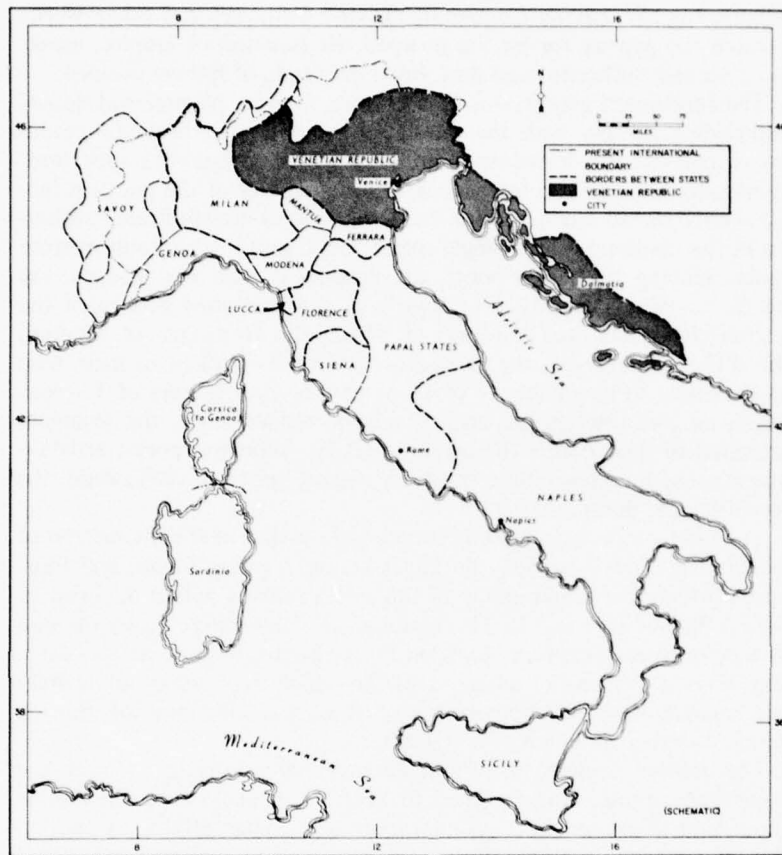 8
12
16
N
46
0 25 50 75
MILES
PRESENT INTERNATIONAL
BOUNDARY
BORDERS BETWEEN STATES
VENETIAN REPUBLIC
CITY
VENETIAN REPUBLIC
Venice
SAVOY
MILAN
MANTUA
FERRARA
GENOA
MODENA
Dalmatia
LUCCA
FLORENCE
Adriatic Sea
PAPAL STATES
SIENA
Corsica
(to Genoa)
42
42
Rome
NAPLES
Naples
Sardinia
38
38
Mediterranean Sea
SICILY
(SCHEMATIC)
8
12
16